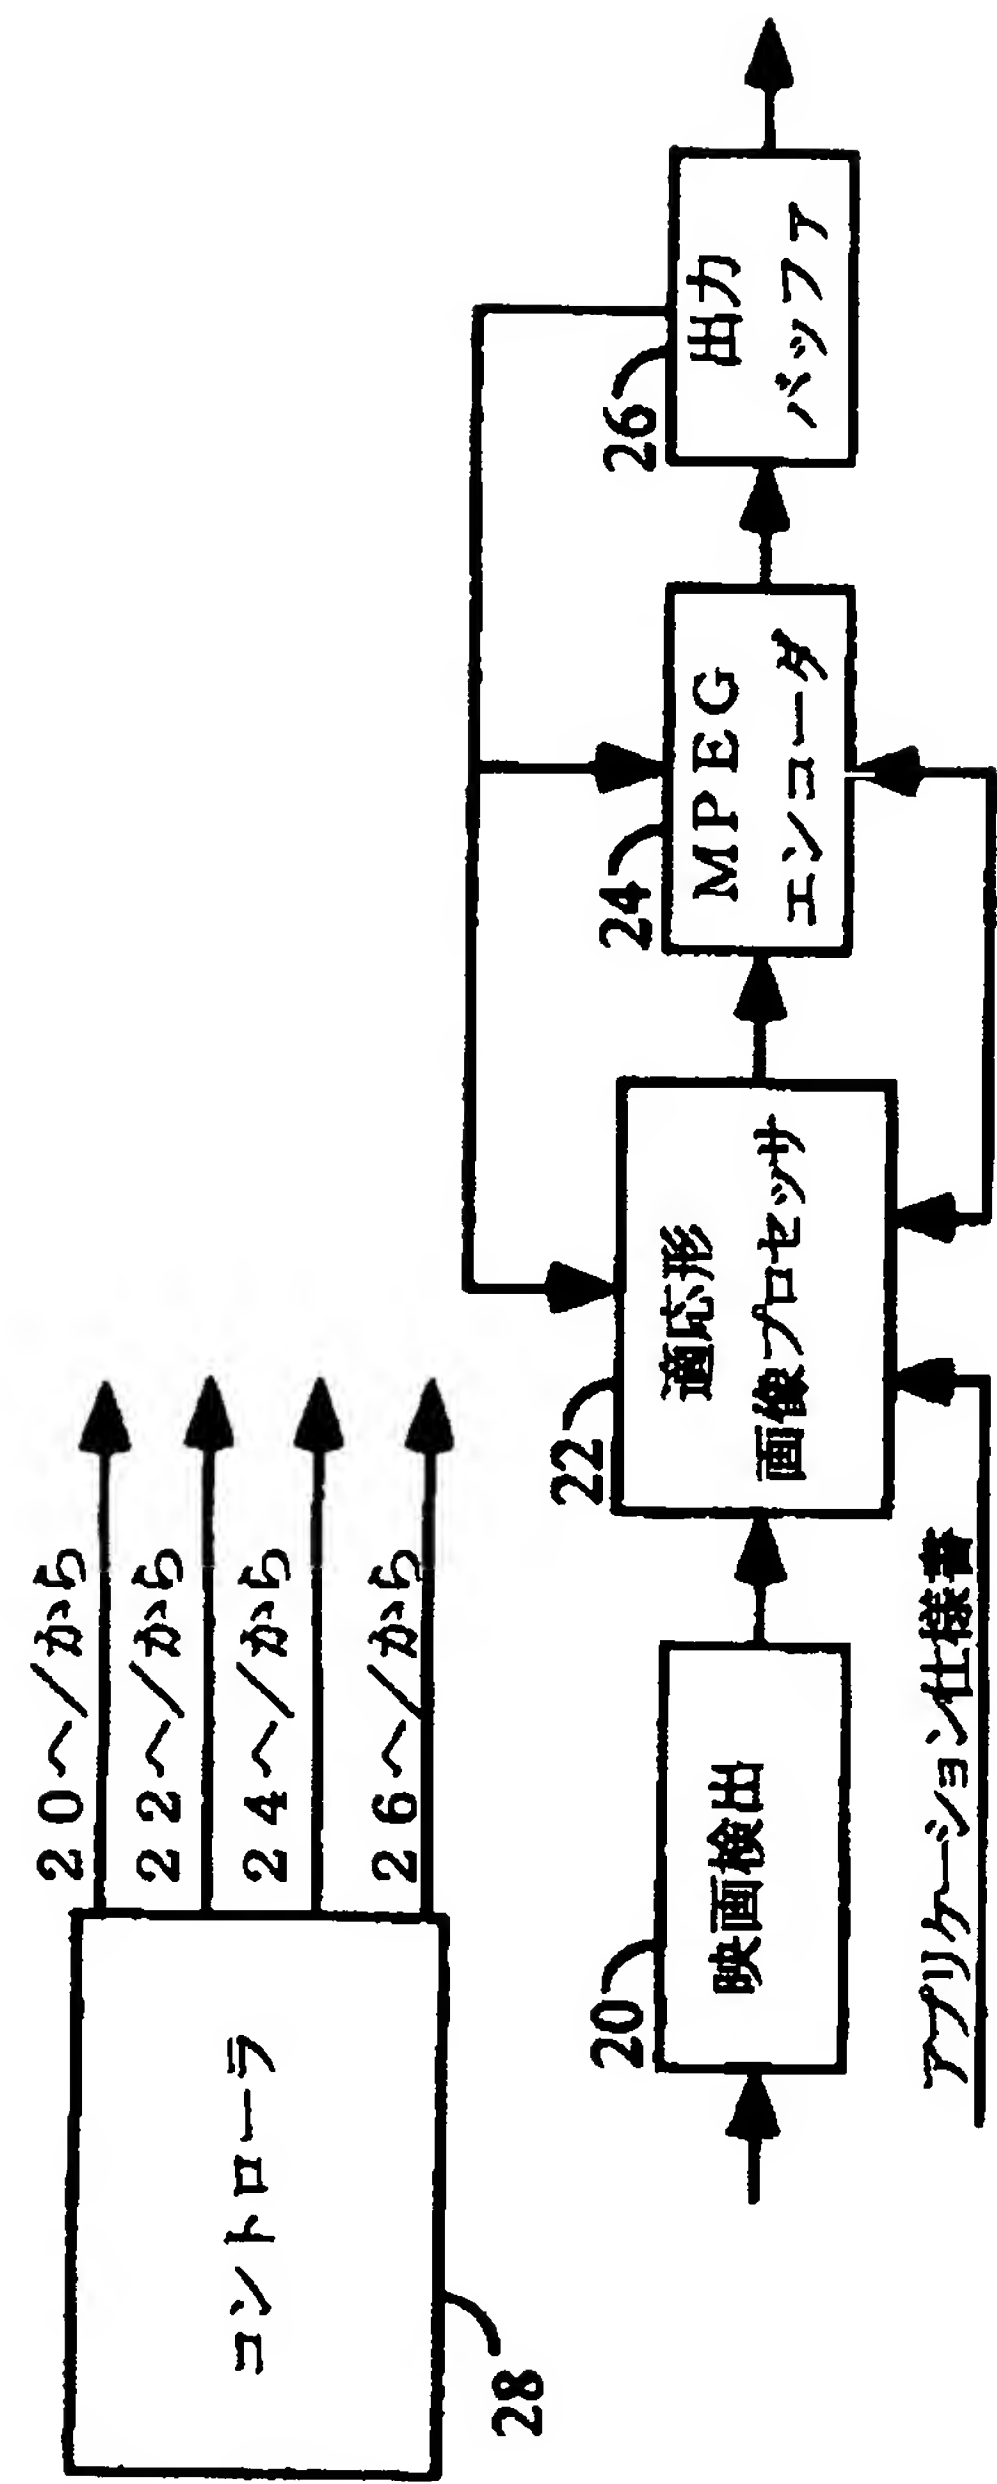 コントローラ
28
20へ/から
22へ/から
24へ/から
26へ/から
20
映画検出
22
適応形
画像プロセッサ
24
MPEG
エンコーダ
26
出力
バッファ
アプリケーション仕様書